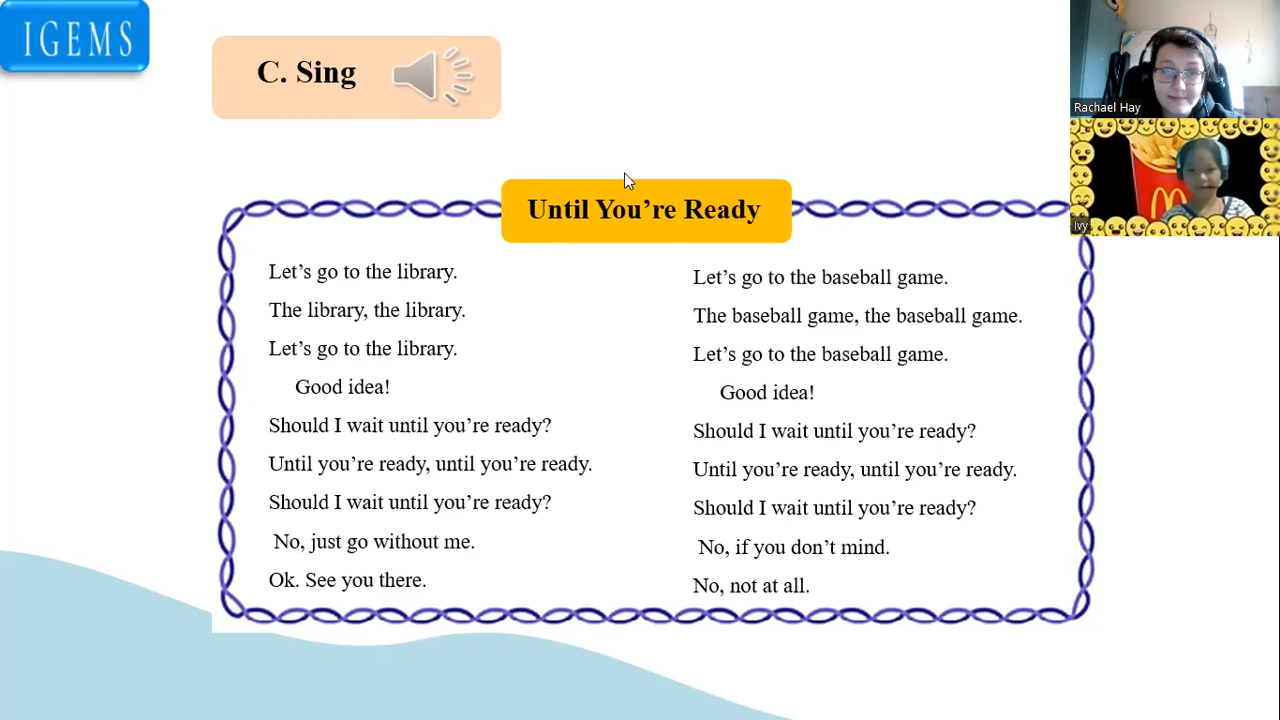 IGEMS
C. Sing
Rachael Hay
Ivy
Until You’re Ready
Let’s go to the library.
The library, the library.
Let’s go to the library.
Good idea!
Should I wait until you’re ready?
Until you’re ready, until you’re ready.
Should I wait until you’re ready?
No, just go without me.
Ok. See you there.
Let’s go to the baseball game.
The baseball game, the baseball game.
Let’s go to the baseball game.
Good idea!
Should I wait until you’re ready?
Until you’re ready, until you’re ready.
Should I wait until you’re ready?
No, if you don’t mind.
No, not at all.